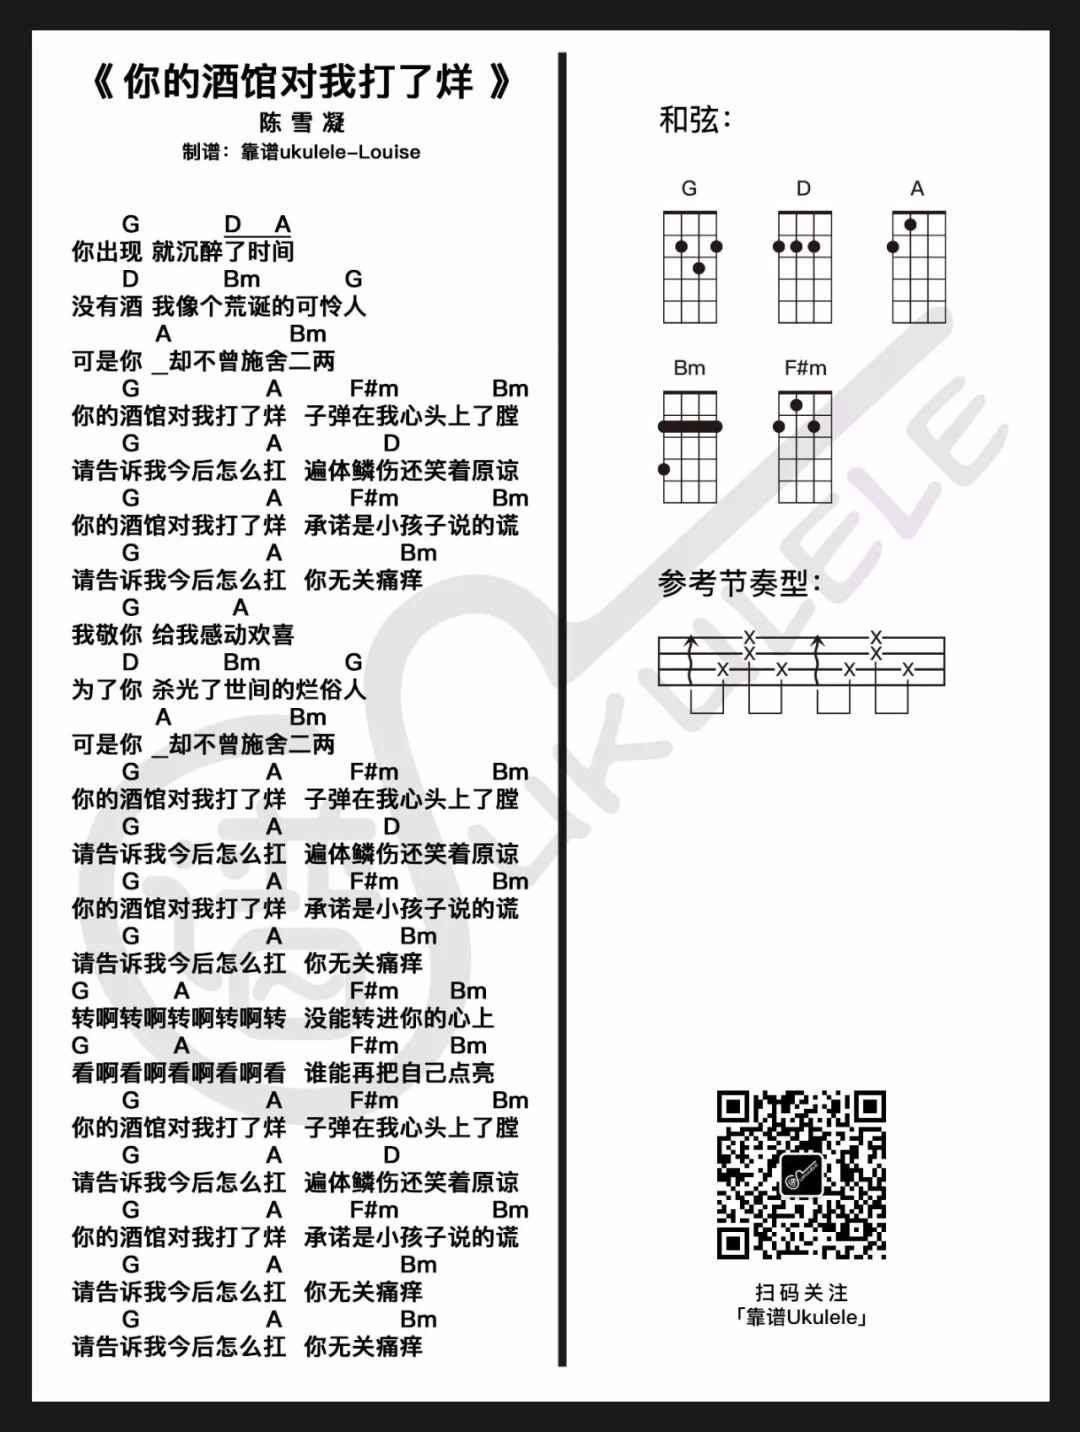 《你的酒馆对我打了烊》
陈雪凝
制谱：靠谱ukulele-Louise
G D A
你出现 就沉醉了时间
D Bm G
没有酒 我像个荒诞的可怜人
A Bm
可是你 _却不曾施舍二两
G A F#m Bm
你的酒馆对我打了烊 子弹在我心头上了膛
G A D
请告诉我今后怎么扛 遍体鳞伤还笑着原谅
G A F#m Bm
你的酒馆对我打了烊 承诺是小孩子说的谎
G A Bm
请告诉我今后怎么扛 你无关痛痒
G A
我敬你 给我感动欢喜
D Bm G
为了你 杀光了世间的烂俗人
A Bm
可是你 _却不曾施舍二两
G A F#m Bm
你的酒馆对我打了烊 子弹在我心头上了膛
G A D
请告诉我今后怎么扛 遍体鳞伤还笑着原谅
G A F#m Bm
你的酒馆对我打了烊 承诺是小孩子说的谎
G A Bm
请告诉我今后怎么扛 你无关痛痒
G A F#m Bm
转啊转啊转啊转啊转 没能转进你的心上
G A F#m Bm
看啊看啊看啊看啊看 谁能再把自己点亮
G A F#m Bm
你的酒馆对我打了烊 子弹在我心头上了膛
G A D
请告诉我今后怎么扛 遍体鳞伤还笑着原谅
G A F#m Bm
你的酒馆对我打了烊 承诺是小孩子说的谎
G A Bm
请告诉我今后怎么扛 你无关痛痒
G A Bm
请告诉我今后怎么扛 你无关痛痒
和弦：
G D A
Bm F#m
参考节奏型：
X X
X X
X X X X
谱 UKULELE
扫码关注
「靠谱Ukulele」